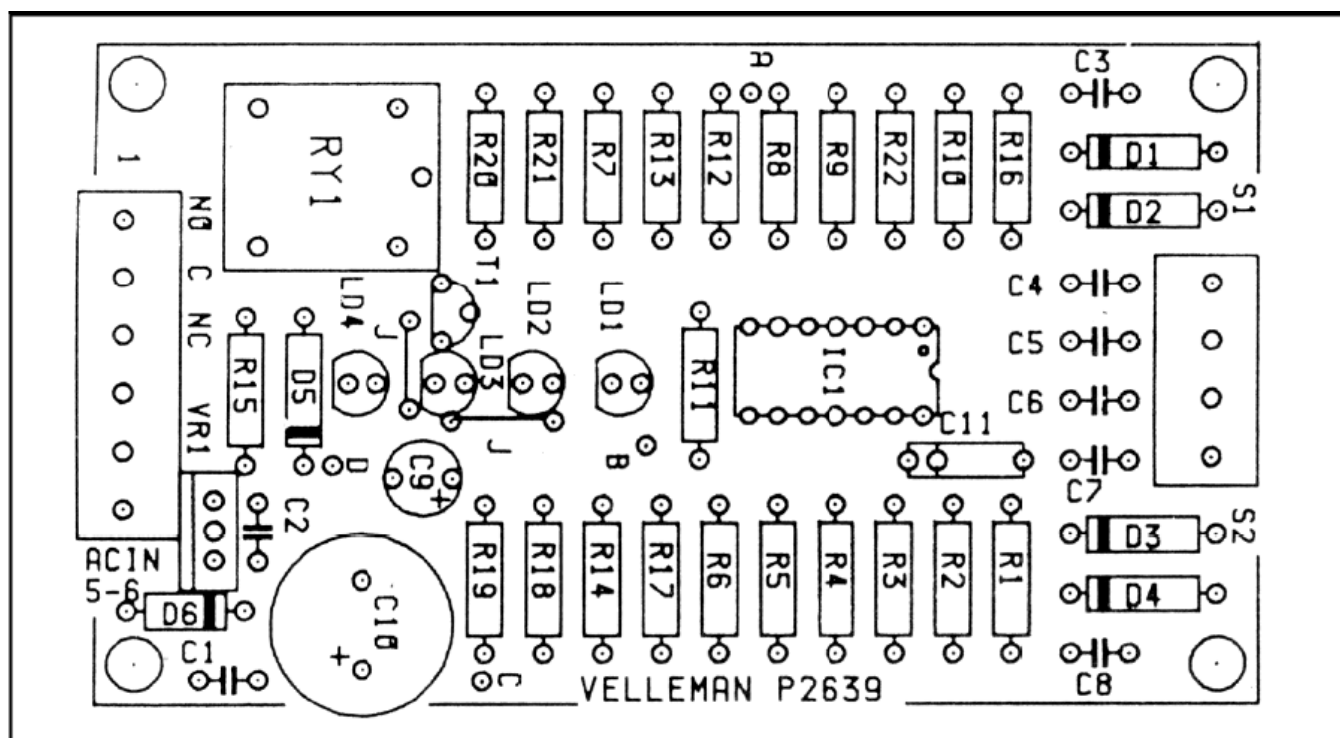 A
C3
1
RY1
R20
R21
R7
R13
R12
R8
R9
R22
R10
R16
D1
D2
S1
NO
C
NC
VR1
T1
LD4
J
LD3
LD2
LD1
C4
C5
C6
C7
R15
D5
R11
IC1
C11
J
B
D
C9
+
C2
ACIN
5-6
D6
C1
C10
+
R19
R18
R14
R17
R6
R5
R4
R3
R2
R1
D3
D4
S2
C8
C
VELLEMAN P2639